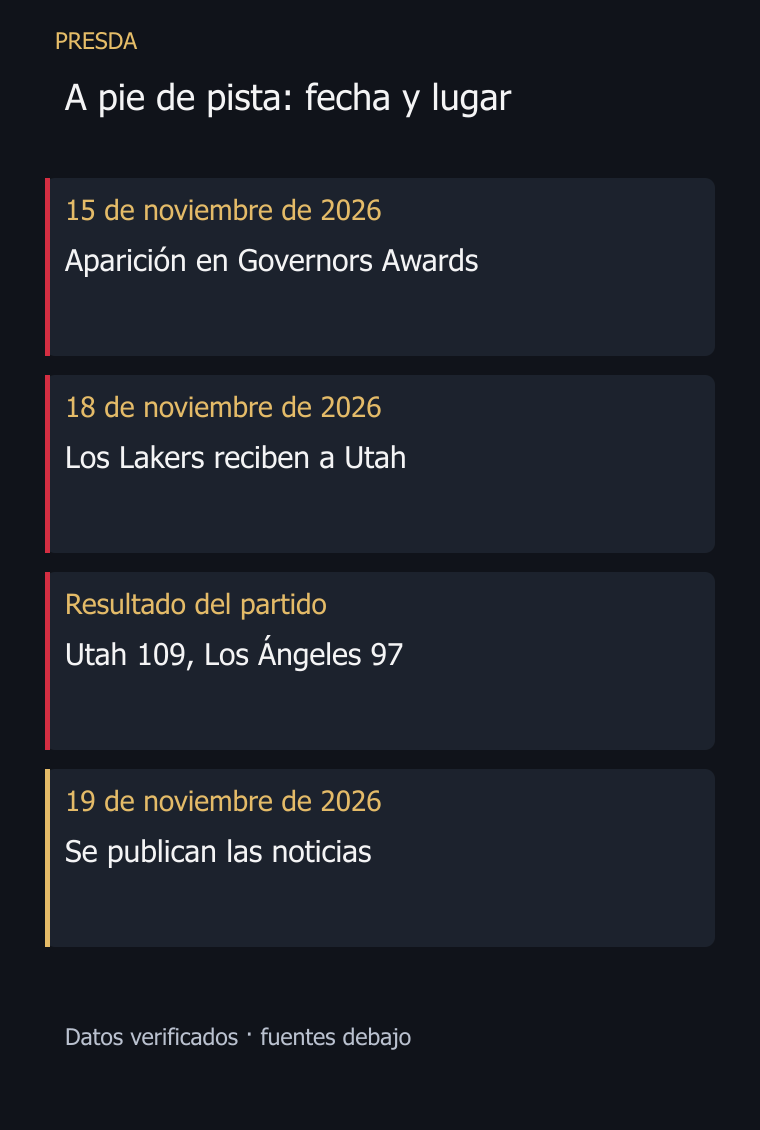 PRESDA
A pie de pista: fecha y lugar
15 de noviembre de 2026
Aparición en Governors Awards
18 de noviembre de 2026
Los Lakers reciben a Utah
Resultado del partido
Utah 109, Los Ángeles 97
19 de noviembre de 2026
Se publican las noticias
Datos verificados · fuentes debajo